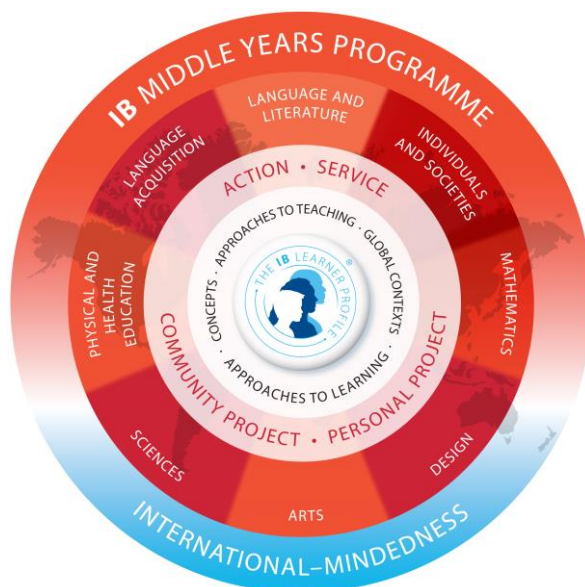 IB MIDDLE YEARS PROGRAMME
LANGUAGE AND
LITERATURE
INDIVIDUALS
AND SOCIETIES
MATHEMATICS
DESIGN
ARTS
SCIENCES
PHYSICAL AND
HEALTH
EDUCATION
LANGUAGE
ACQUISITION
ACTION • SERVICE
PERSONAL PROJECT •
COMMUNITY PROJECT
APPROACHES TO TEACHING ·
GLOBAL CONTEXTS ·
APPROACHES TO LEARNING ·
CONCEPTS ·
THE IB LEARNER PROFILE ®
INTERNATIONAL–MINDEDNESS